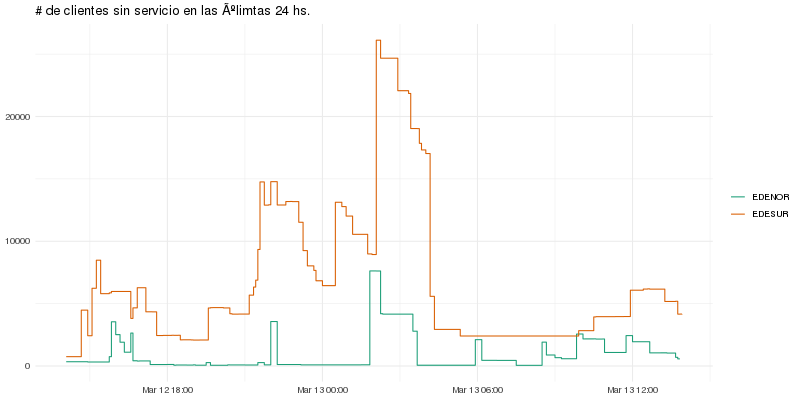 # de clientes sin servicio en las Ãºlimtas 24 hs.
20000
10000
0
Mar 12 18:00
Mar 13 00:00
Mar 13 06:00
Mar 13 12:00
EDENOR
EDESUR